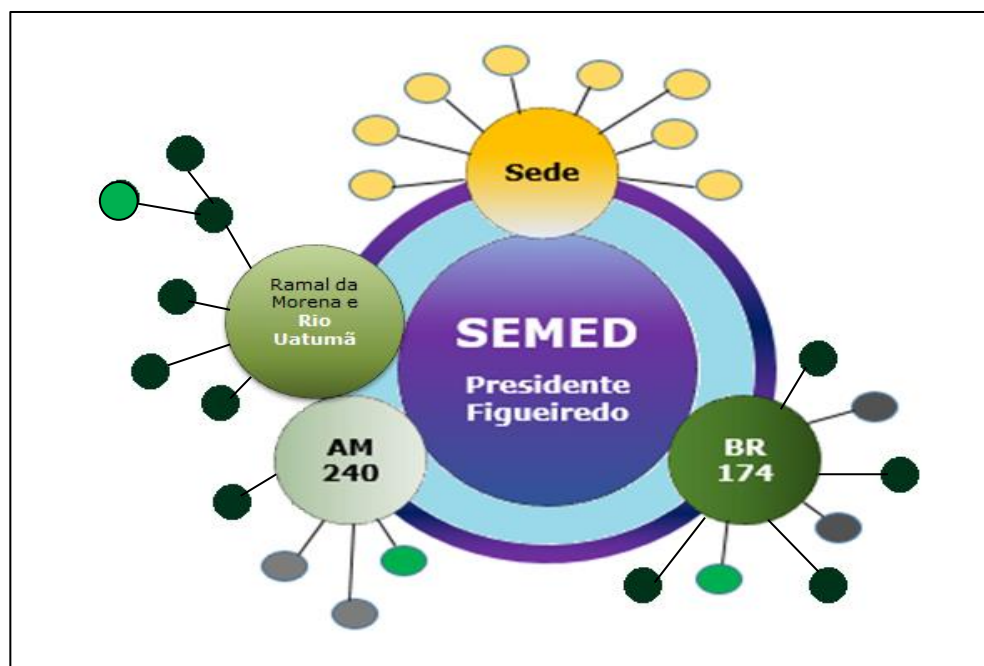 Sede
Ramal da
Morena e
Rio
Uatumã
SEMED
Presidente
Figueiredo
AM
240
BR
174